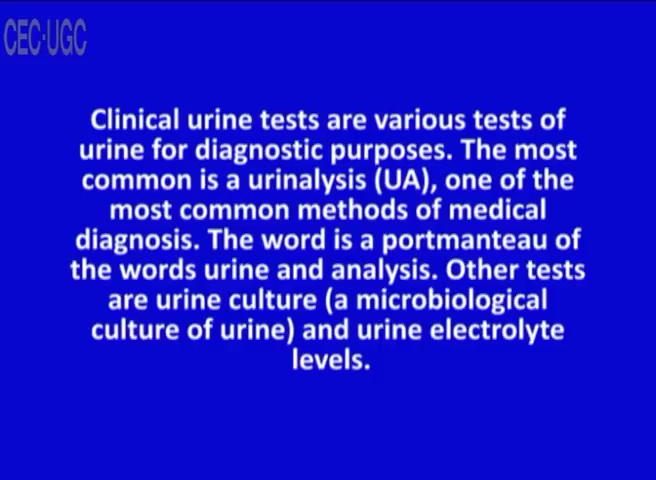 CEC-UGC
Clinical urine tests are various tests of
urine for diagnostic purposes. The most
common is a urinalysis (UA), one of the
most common methods of medical
diagnosis. The word is a portmanteau of
the words urine and analysis. Other tests
are urine culture (a microbiological
culture of urine) and urine electrolyte
levels.